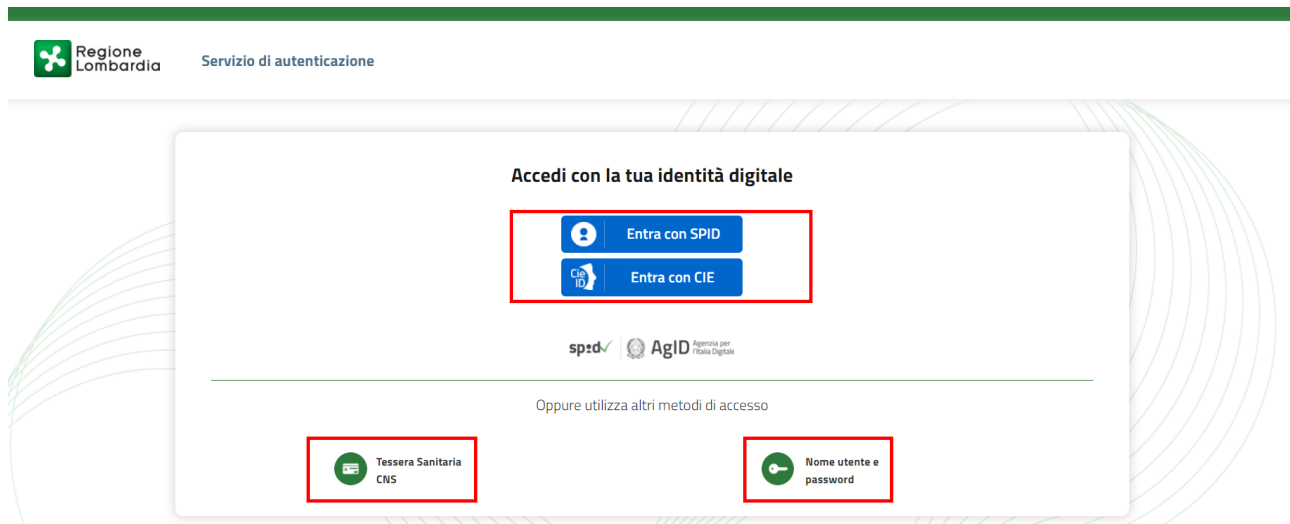 Regione
Lombardia
Servizio di autenticazione
Accedi con la tua identità digitale
Entra con SPID
Cie
ID
Entra con CIE
spid
AgID
Agenzia per
l'Italia Digitale
Oppure utilizza altri metodi di accesso
Tessera Sanitaria
CNS
Nome utente e
password